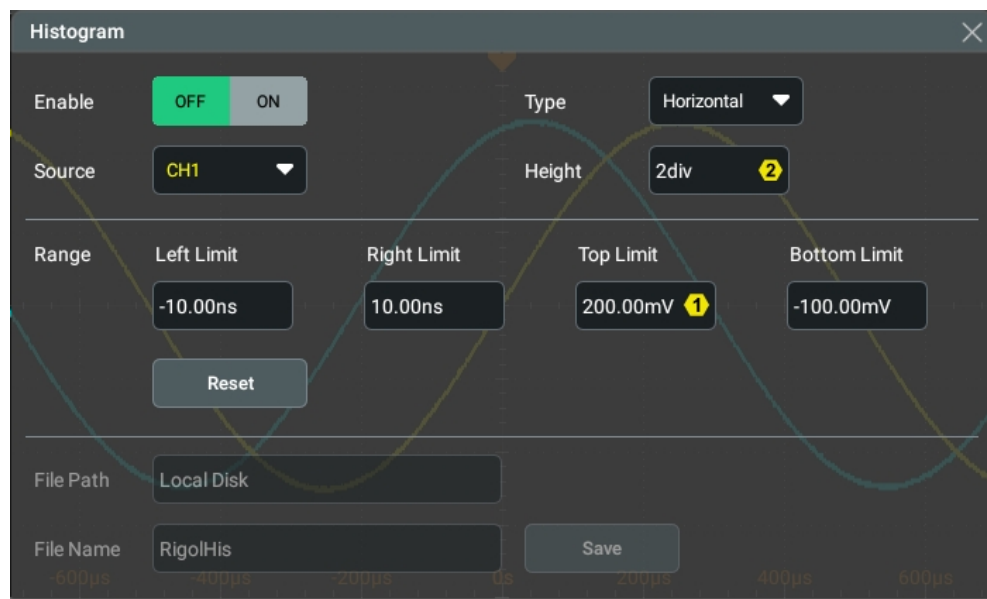 Histogram
Enable OFF ON Type Horizontal
Source CH1 Height 2div 2
Range Left Limit Right Limit Top Limit Bottom Limit
-10.00ns 10.00ns 200.00mV 1 -100.00mV
Reset
File Path Local Disk
File Name RigolHis Save
-600µs -400µs -200µs 0s 200µs 400µs 600µs